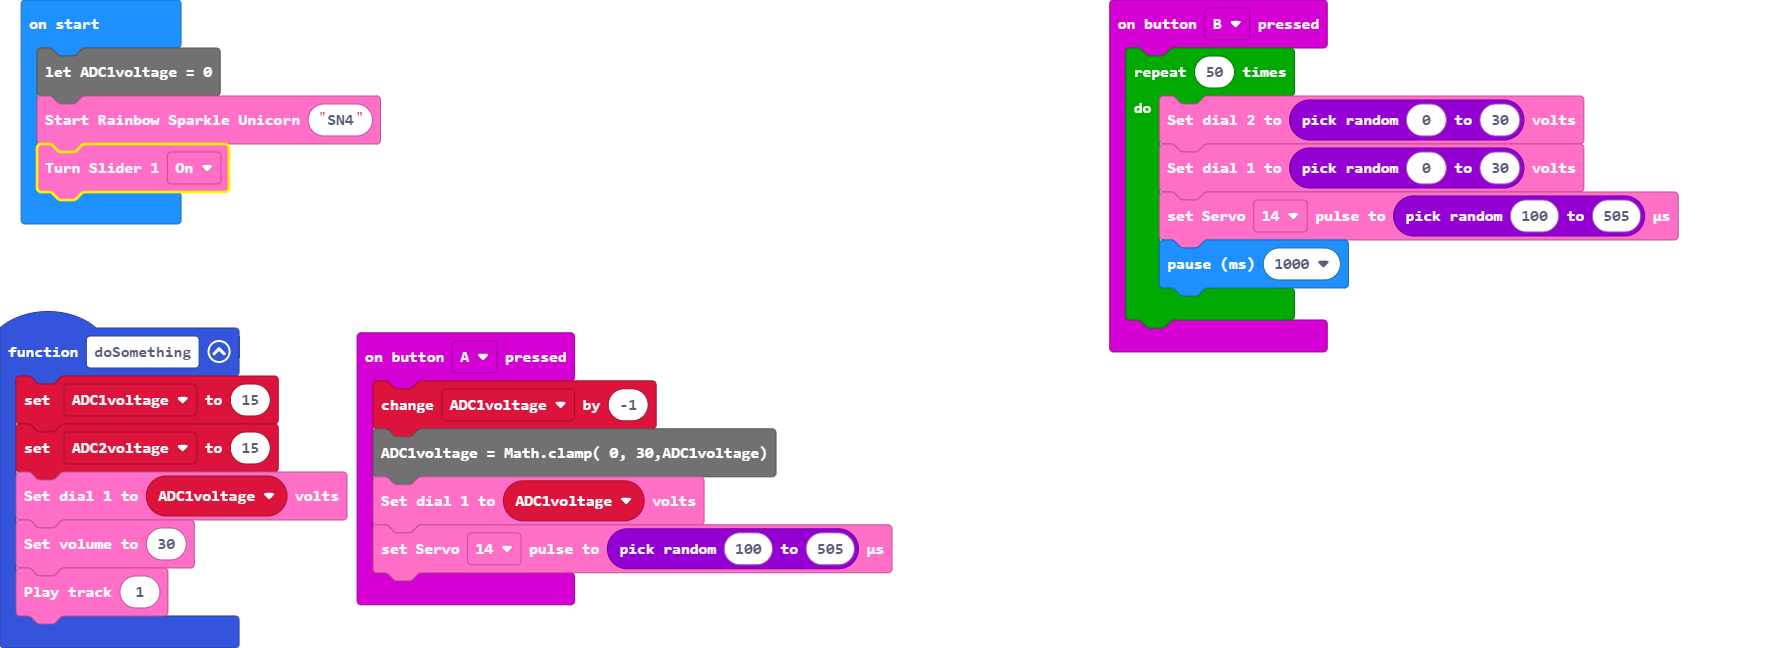 on start
let ADC1voltage = 0
Start Rainbow Sparkle Unicorn "SN4"
Turn Slider 1 On
on button B pressed
repeat 50 times
do
Set dial 2 to pick random 0 to 30 volts
Set dial 1 to pick random 0 to 30 volts
set Servo 14 pulse to pick random 100 to 505 µs
pause (ms) 1000
function doSomething
set ADC1voltage to 15
set ADC2voltage to 15
Set dial 1 to ADC1voltage volts
Set volume to 30
Play track 1
on button A pressed
change ADC1voltage by -1
ADC1voltage = Math.clamp( 0, 30,ADC1voltage)
Set dial 1 to ADC1voltage volts
set Servo 14 pulse to pick random 100 to 505 µs